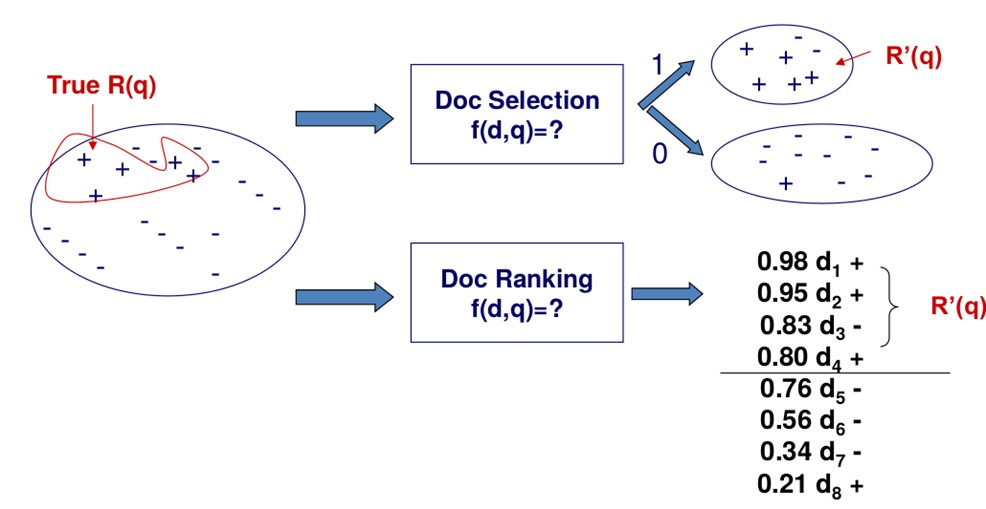 True R(q)
Doc Selection
f(d,q)=?
1
0
R’(q)
Doc Ranking
f(d,q)=?
0.98 d1 +
0.95 d2 +
0.83 d3 -
0.80 d4 +
0.76 d5 -
0.56 d6 -
0.34 d7 -
0.21 d8 +
R’(q)